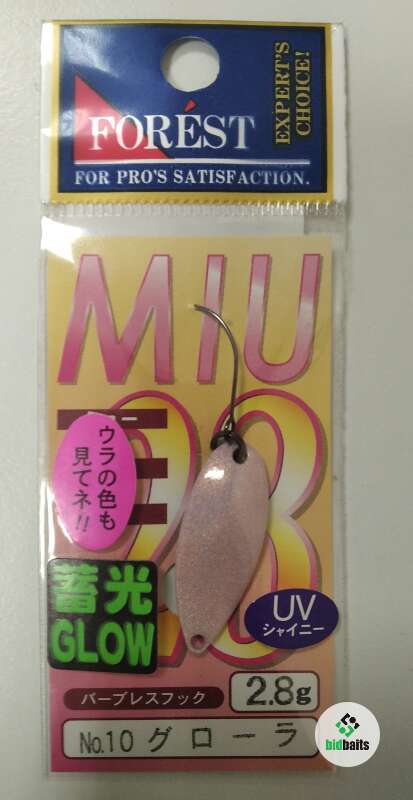 FORÉST
FOR PRO'S SATISFACTION.
EXPERT'S
CHOICE!
MIU
ウラの色も
見てネ!!
蓄光
GLOW
UV
シャイニー
バーブレスフック
2.8g
No.10 グローラ
bidbaits